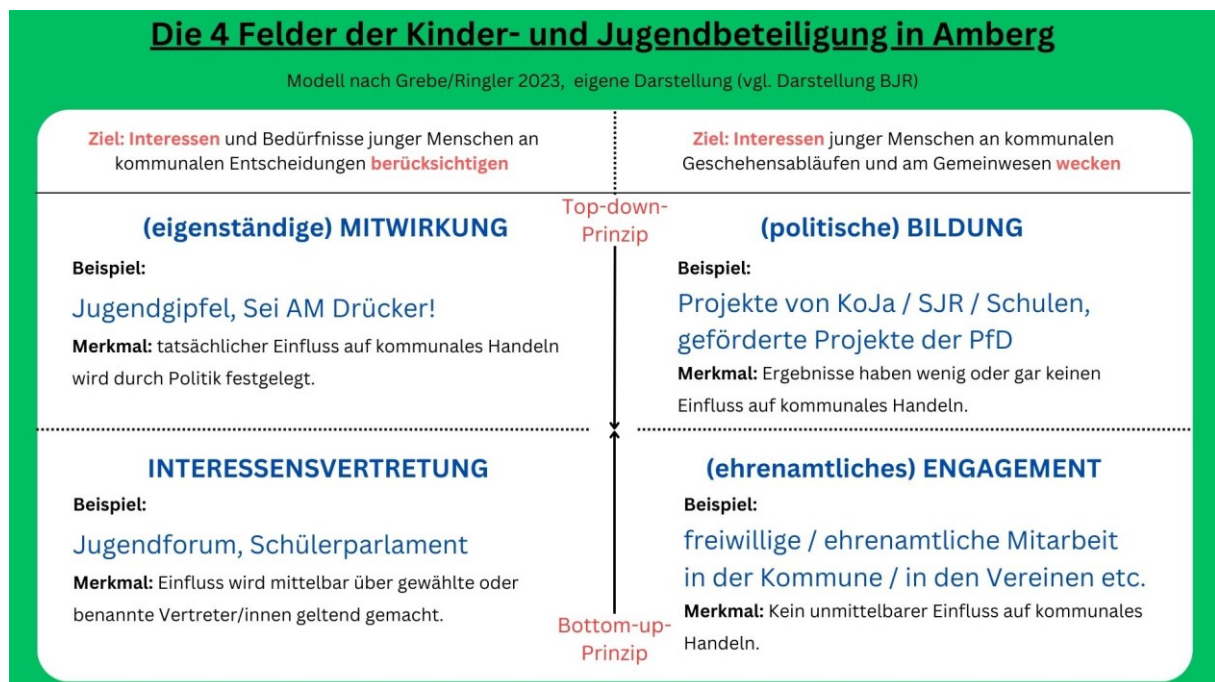 Die 4 Felder der Kinder- und Jugendbeteiligung in Amberg
Modell nach Grebe/Ringler 2023, eigene Darstellung (vgl. Darstellung BJR)
Ziel: Interessen und Bedürfnisse junger Menschen an
kommunalen Entscheidungen berücksichtigen
Ziel: Interessen junger Menschen an kommunalen
Geschehensabläufen und am Gemeinwesen wecken
Top-down-
Prinzip
(eigenständige) MITWIRKUNG
Beispiel:
Jugendgipfel, Sei AM Drücker!
Merkmal: tatsächlicher Einfluss auf kommunales Handeln
wird durch Politik festgelegt.
(politische) BILDUNG
Beispiel:
Projekte von KoJa / SJR / Schulen,
geförderte Projekte der PfD
Merkmal: Ergebnisse haben wenig oder gar keinen
Einfluss auf kommunales Handeln.
INTERESSENSVERTRETUNG
Beispiel:
Jugendforum, Schülerparlament
Merkmal: Einfluss wird mittelbar über gewählte oder
benannte Vertreter/innen geltend gemacht.
(ehrenamtliches) ENGAGEMENT
Beispiel:
freiwillige / ehrenamtliche Mitarbeit
in der Kommune / in den Vereinen etc.
Merkmal: Kein unmittelbarer Einfluss auf kommunales
Handeln.
Bottom-up-
Prinzip